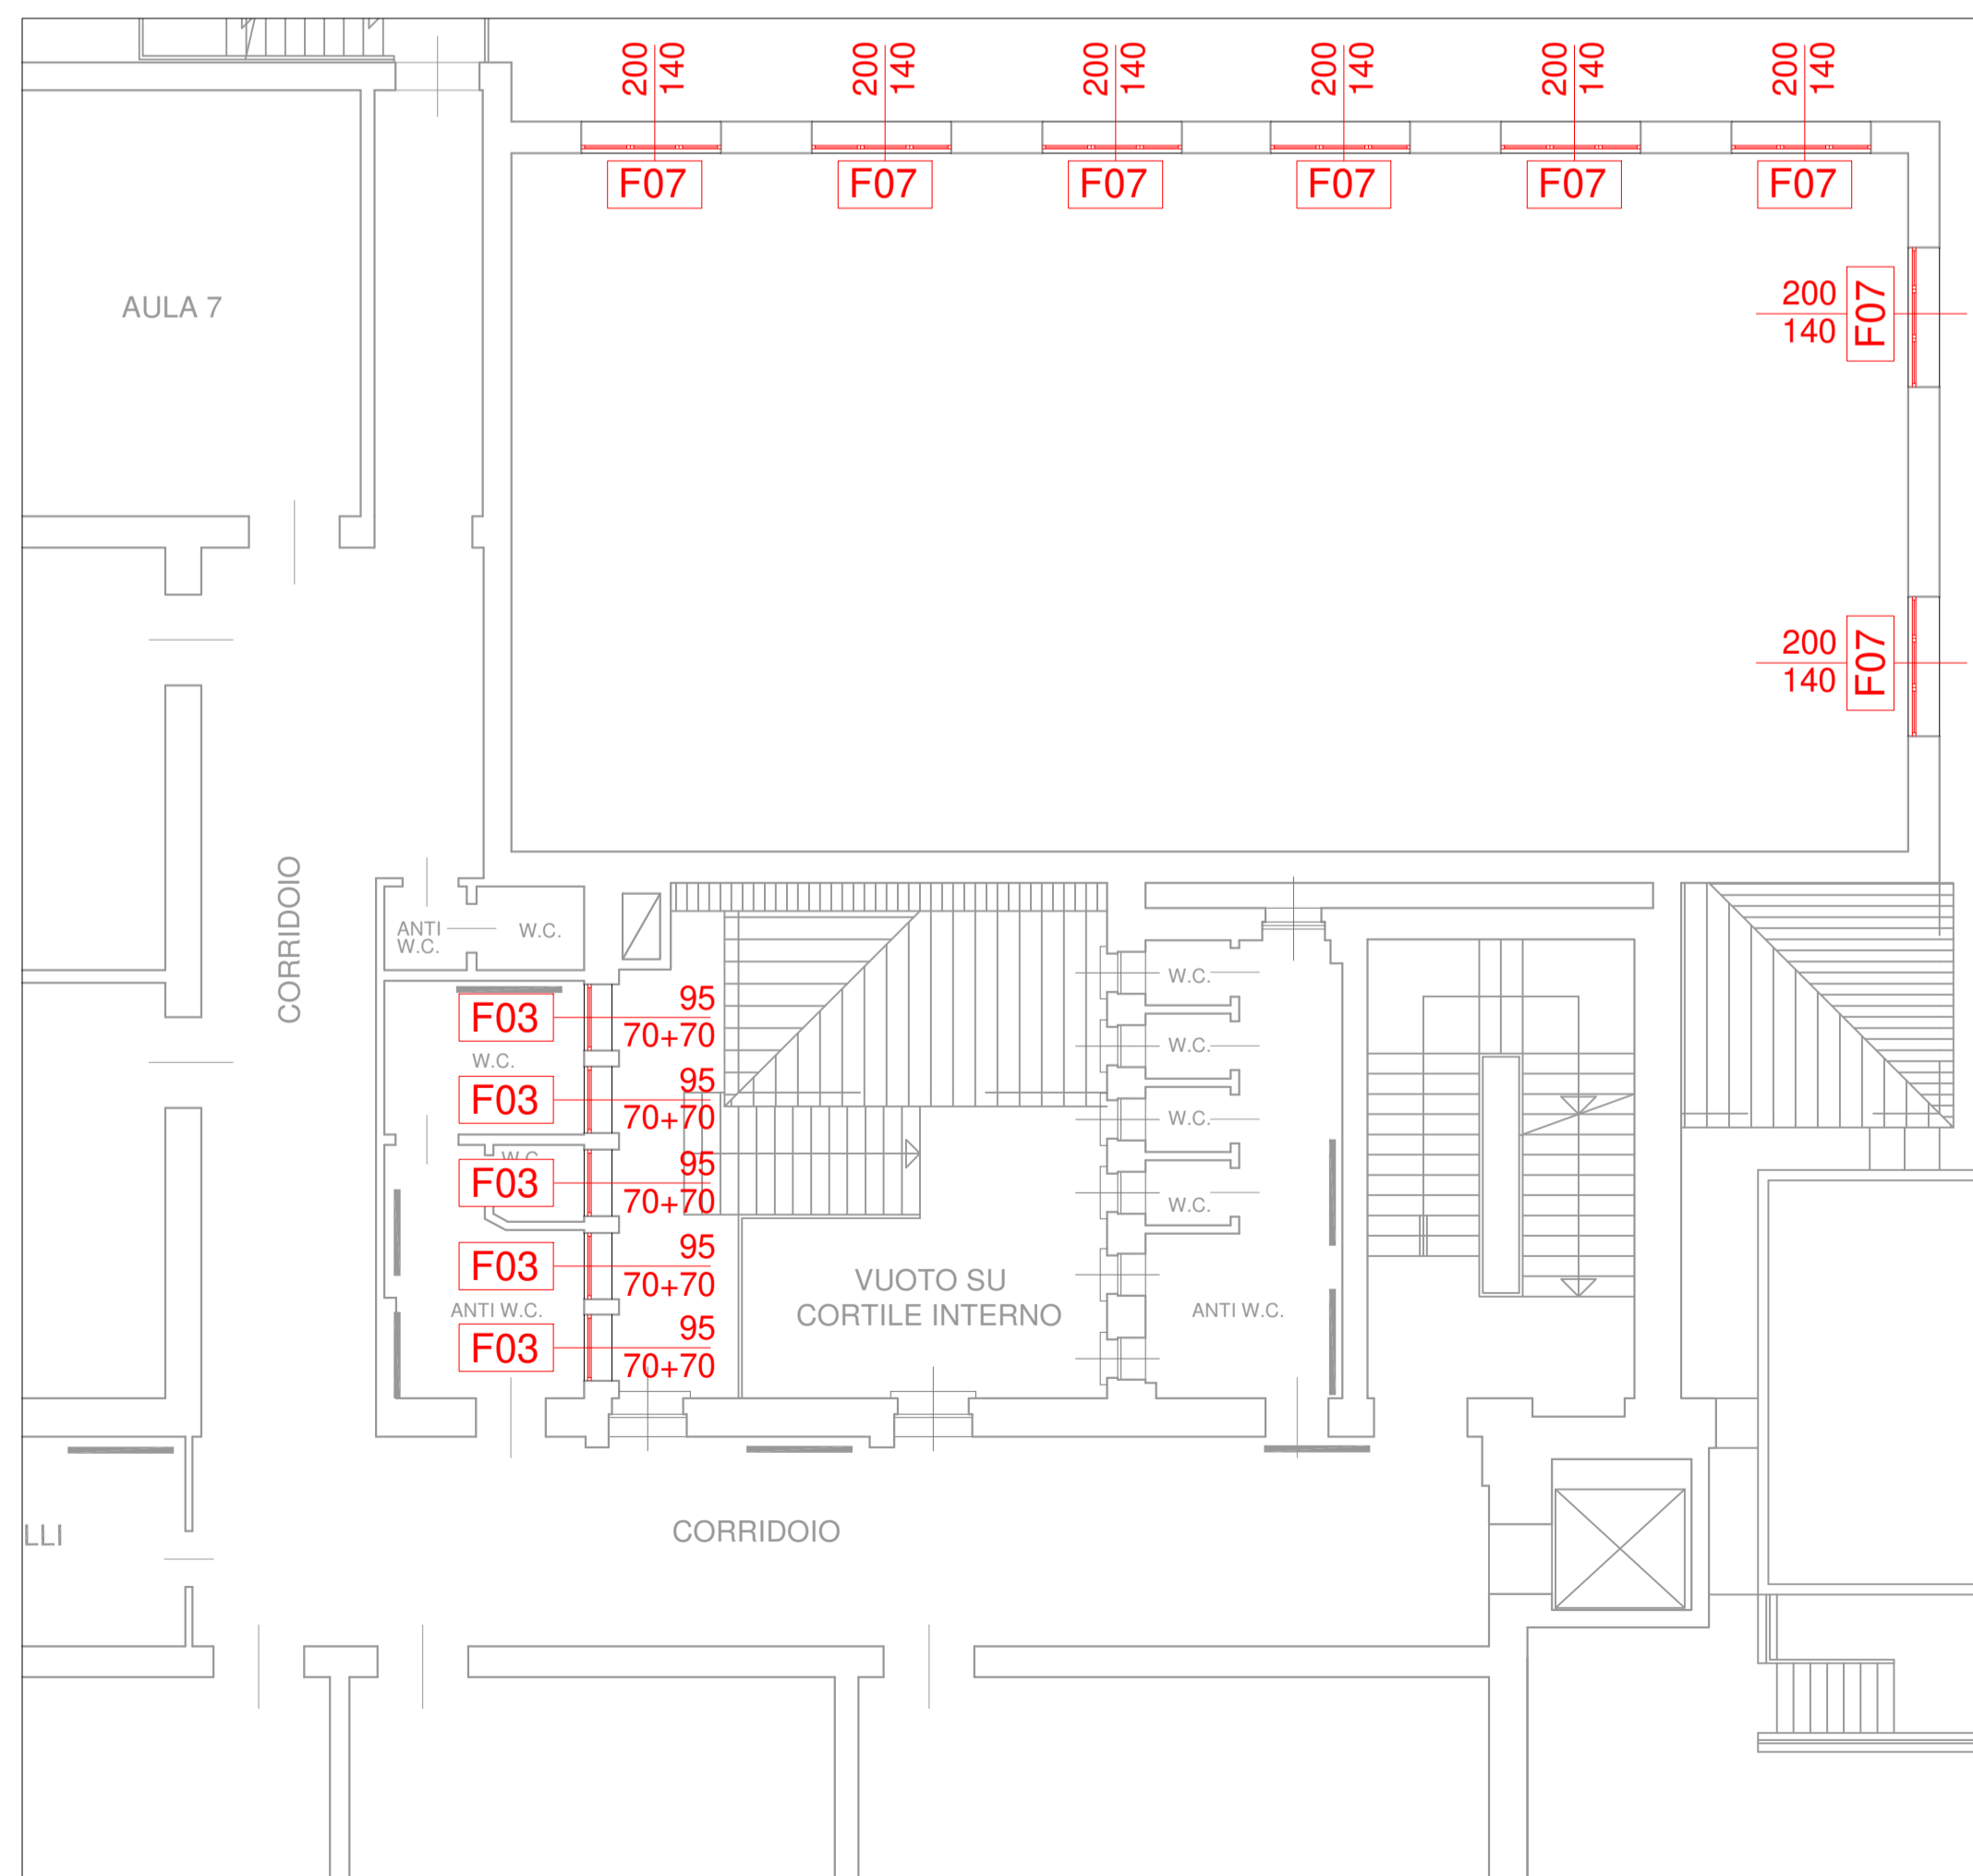 200
140
200
140
200
140
200
140
200
140
200
140
F07
F07
F07
F07
F07
F07
AULA 7
200
140
F07
200
140
F07
CORRIDOIO
ANTI
W.C.
W.C.
W.C.
F03
95
70+70
W.C.
W.C.
F03
95
70+70
W.C.
W.C.
F03
95
70+70
W.C.
F03
95
70+70
VUOTO SU
CORTILE INTERNO
ANTI W.C.
ANTI W.C.
F03
95
70+70
CORRIDOIO
LLI